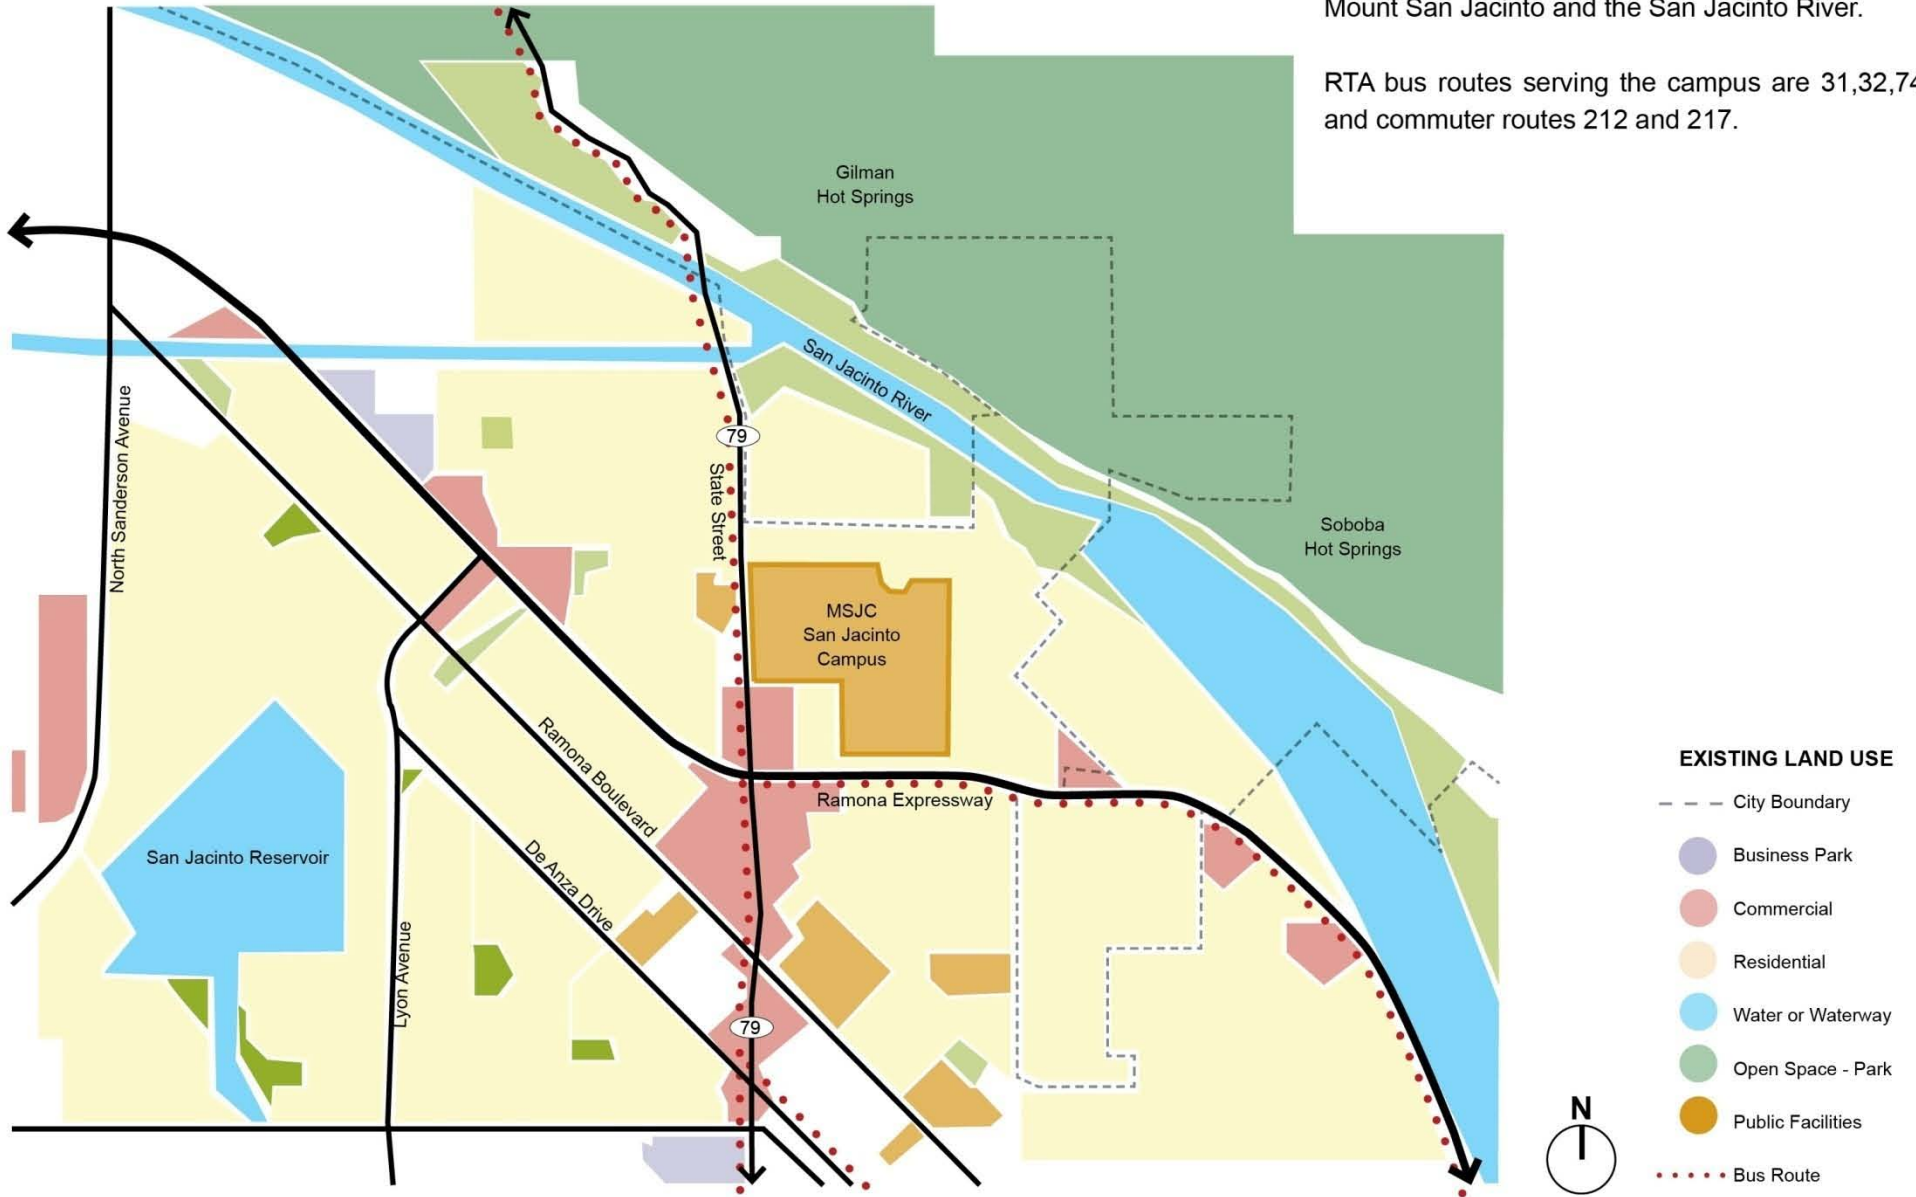 Mount San Jacinto and the San Jacinto River.
RTA bus routes serving the campus are 31,32,74
and commuter routes 212 and 217.
Gilman
Hot Springs
San Jacinto River
North Sanderson Avenue
79
State Street
Soboba
Hot Springs
MSJC
San Jacinto
Campus
Ramona Boulevard
Ramona Expressway
De Anza Drive
San Jacinto Reservoir
Lyon Avenue
79
EXISTING LAND USE
City Boundary
Business Park
Commercial
Residential
Water or Waterway
Open Space - Park
Public Facilities
Bus Route
N